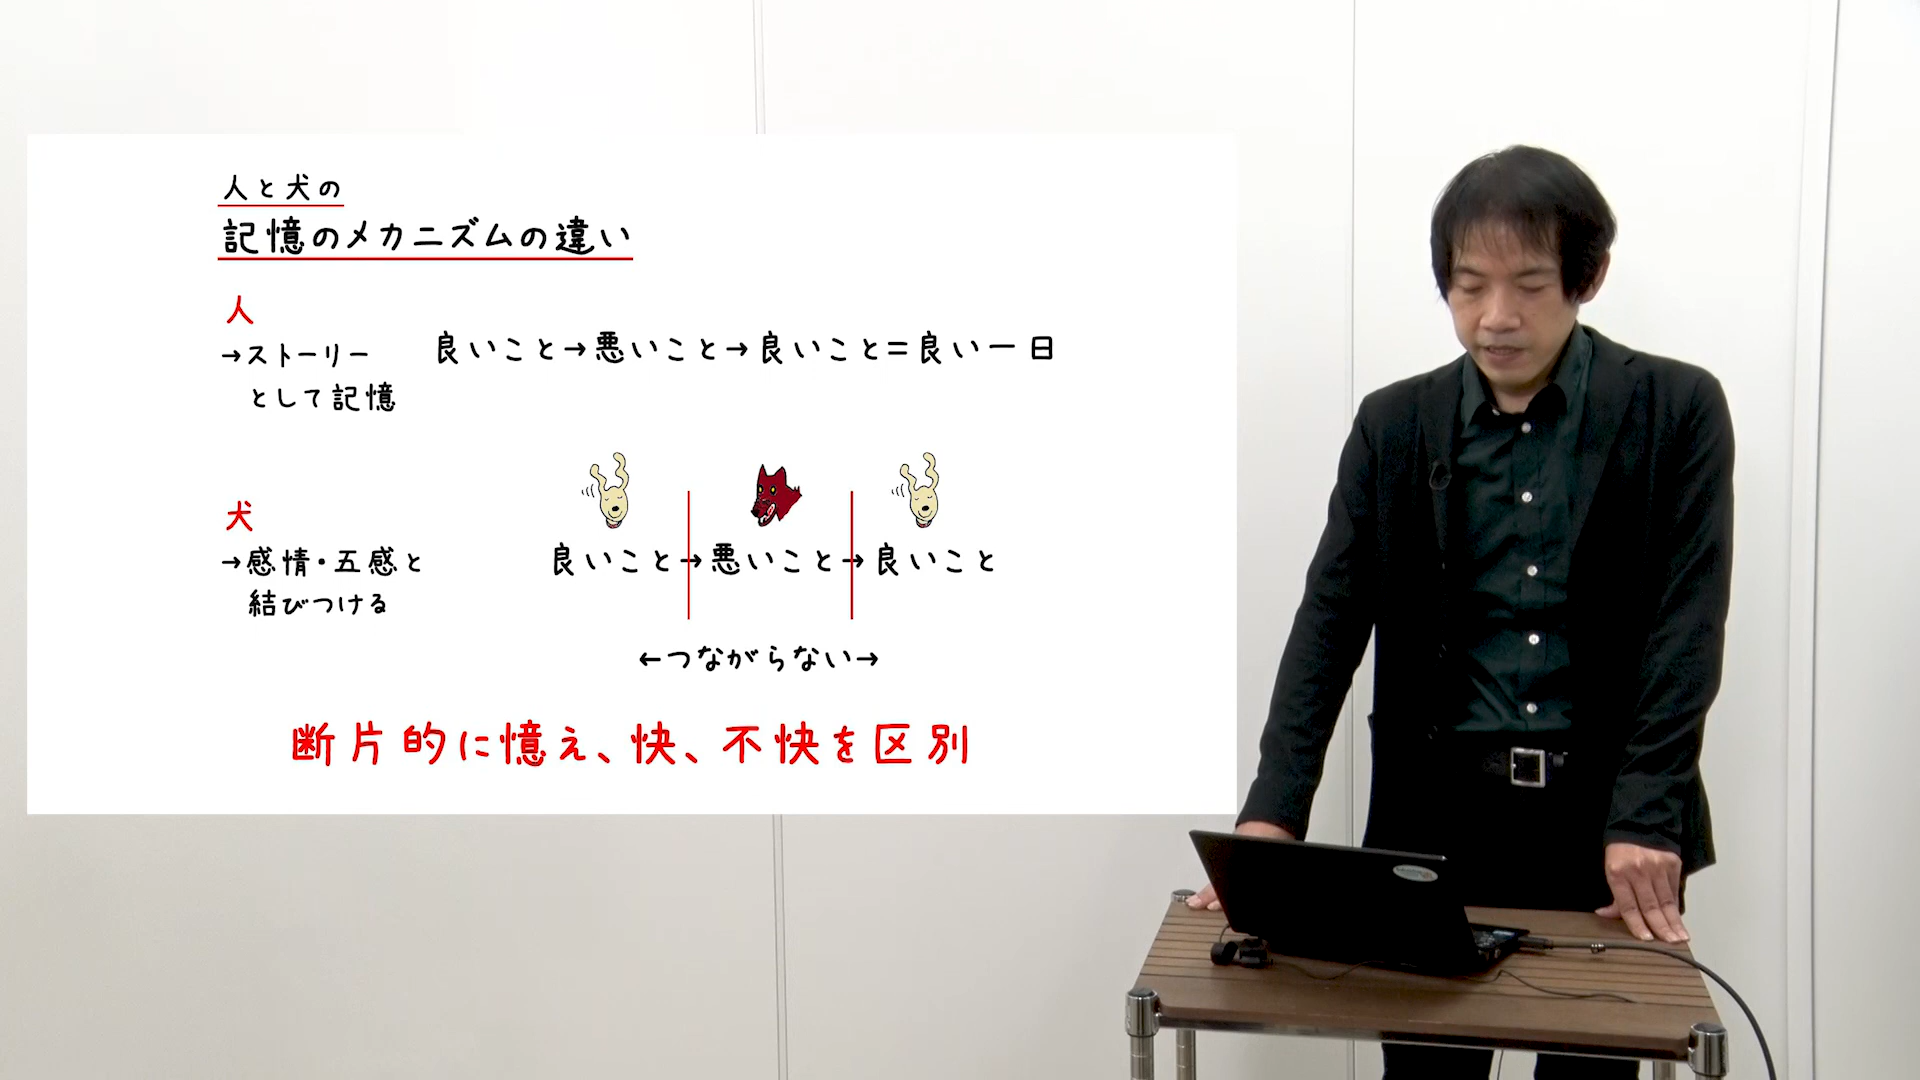 人と犬の
記憶のメカニズムの違い
人
→ストーリー
として記憶
良いこと→悪いこと→良いこと=良い一日
犬
→感情・五感と
結びつける
良いこと→悪いこと→良いこと
←つながらない→
断片的に憶え、快、不快を区別